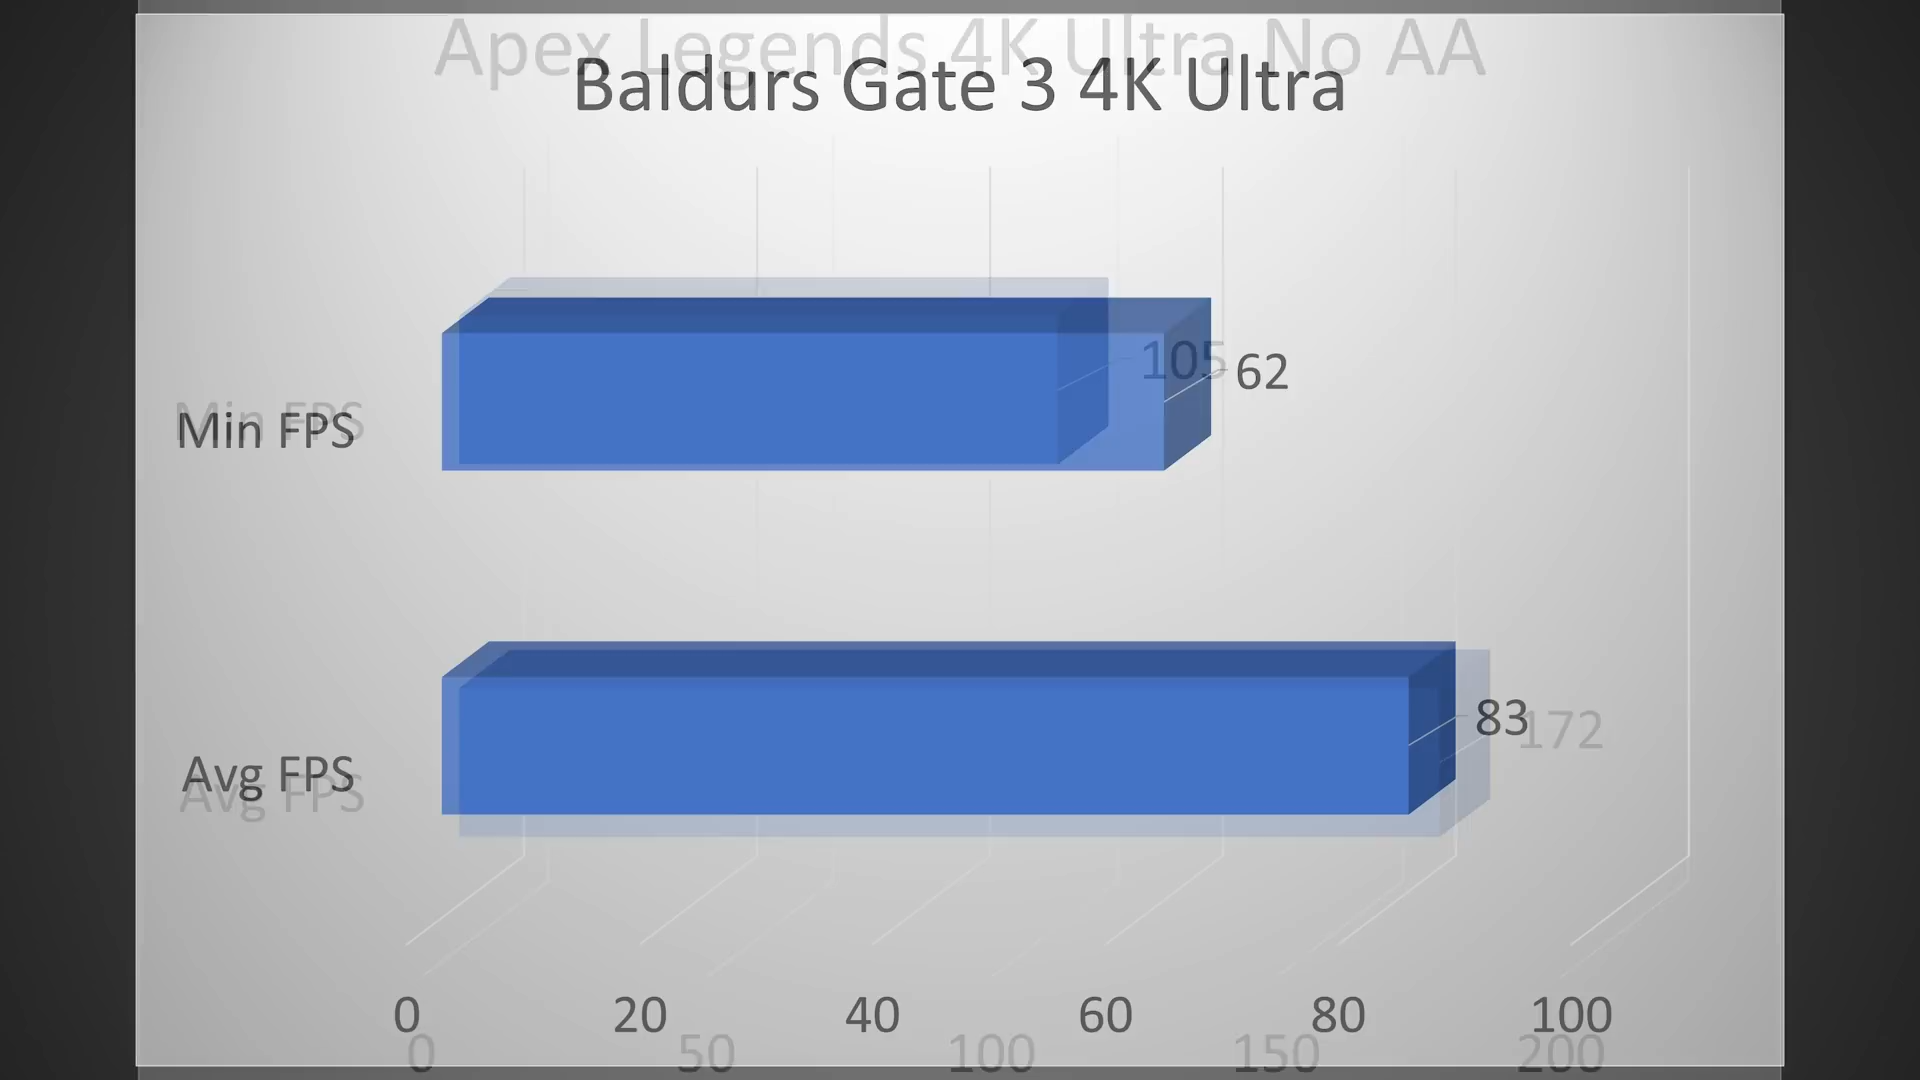 Apex Legends 4K Ultra No AA
Baldurs Gate 3 4K Ultra
105
62
Min FPS
Min FPS
83
172
Avg FPS
Avg FPS
0 20 40 60 80 100
0 50 100 150 200